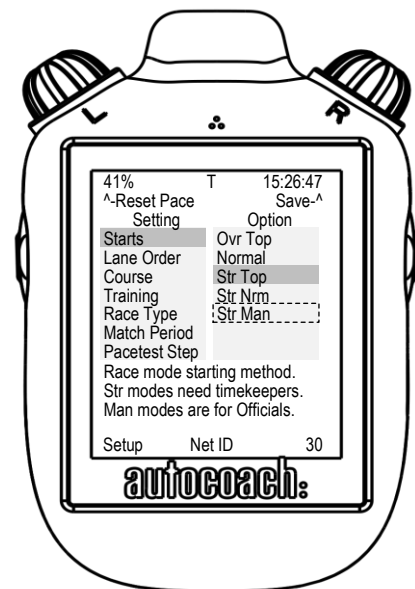 L R
41% T 15:26:47
^-Reset Pace Save-^
Setting Option
Starts Ovr Top
Lane Order Normal
Course Str Top
Training Str Nrm
Race Type Str Man
Match Period
Pacetest Step
Race mode starting method.
Str modes need timekeepers.
Man modes are for Officials.
Setup Net ID 30
autocoach: